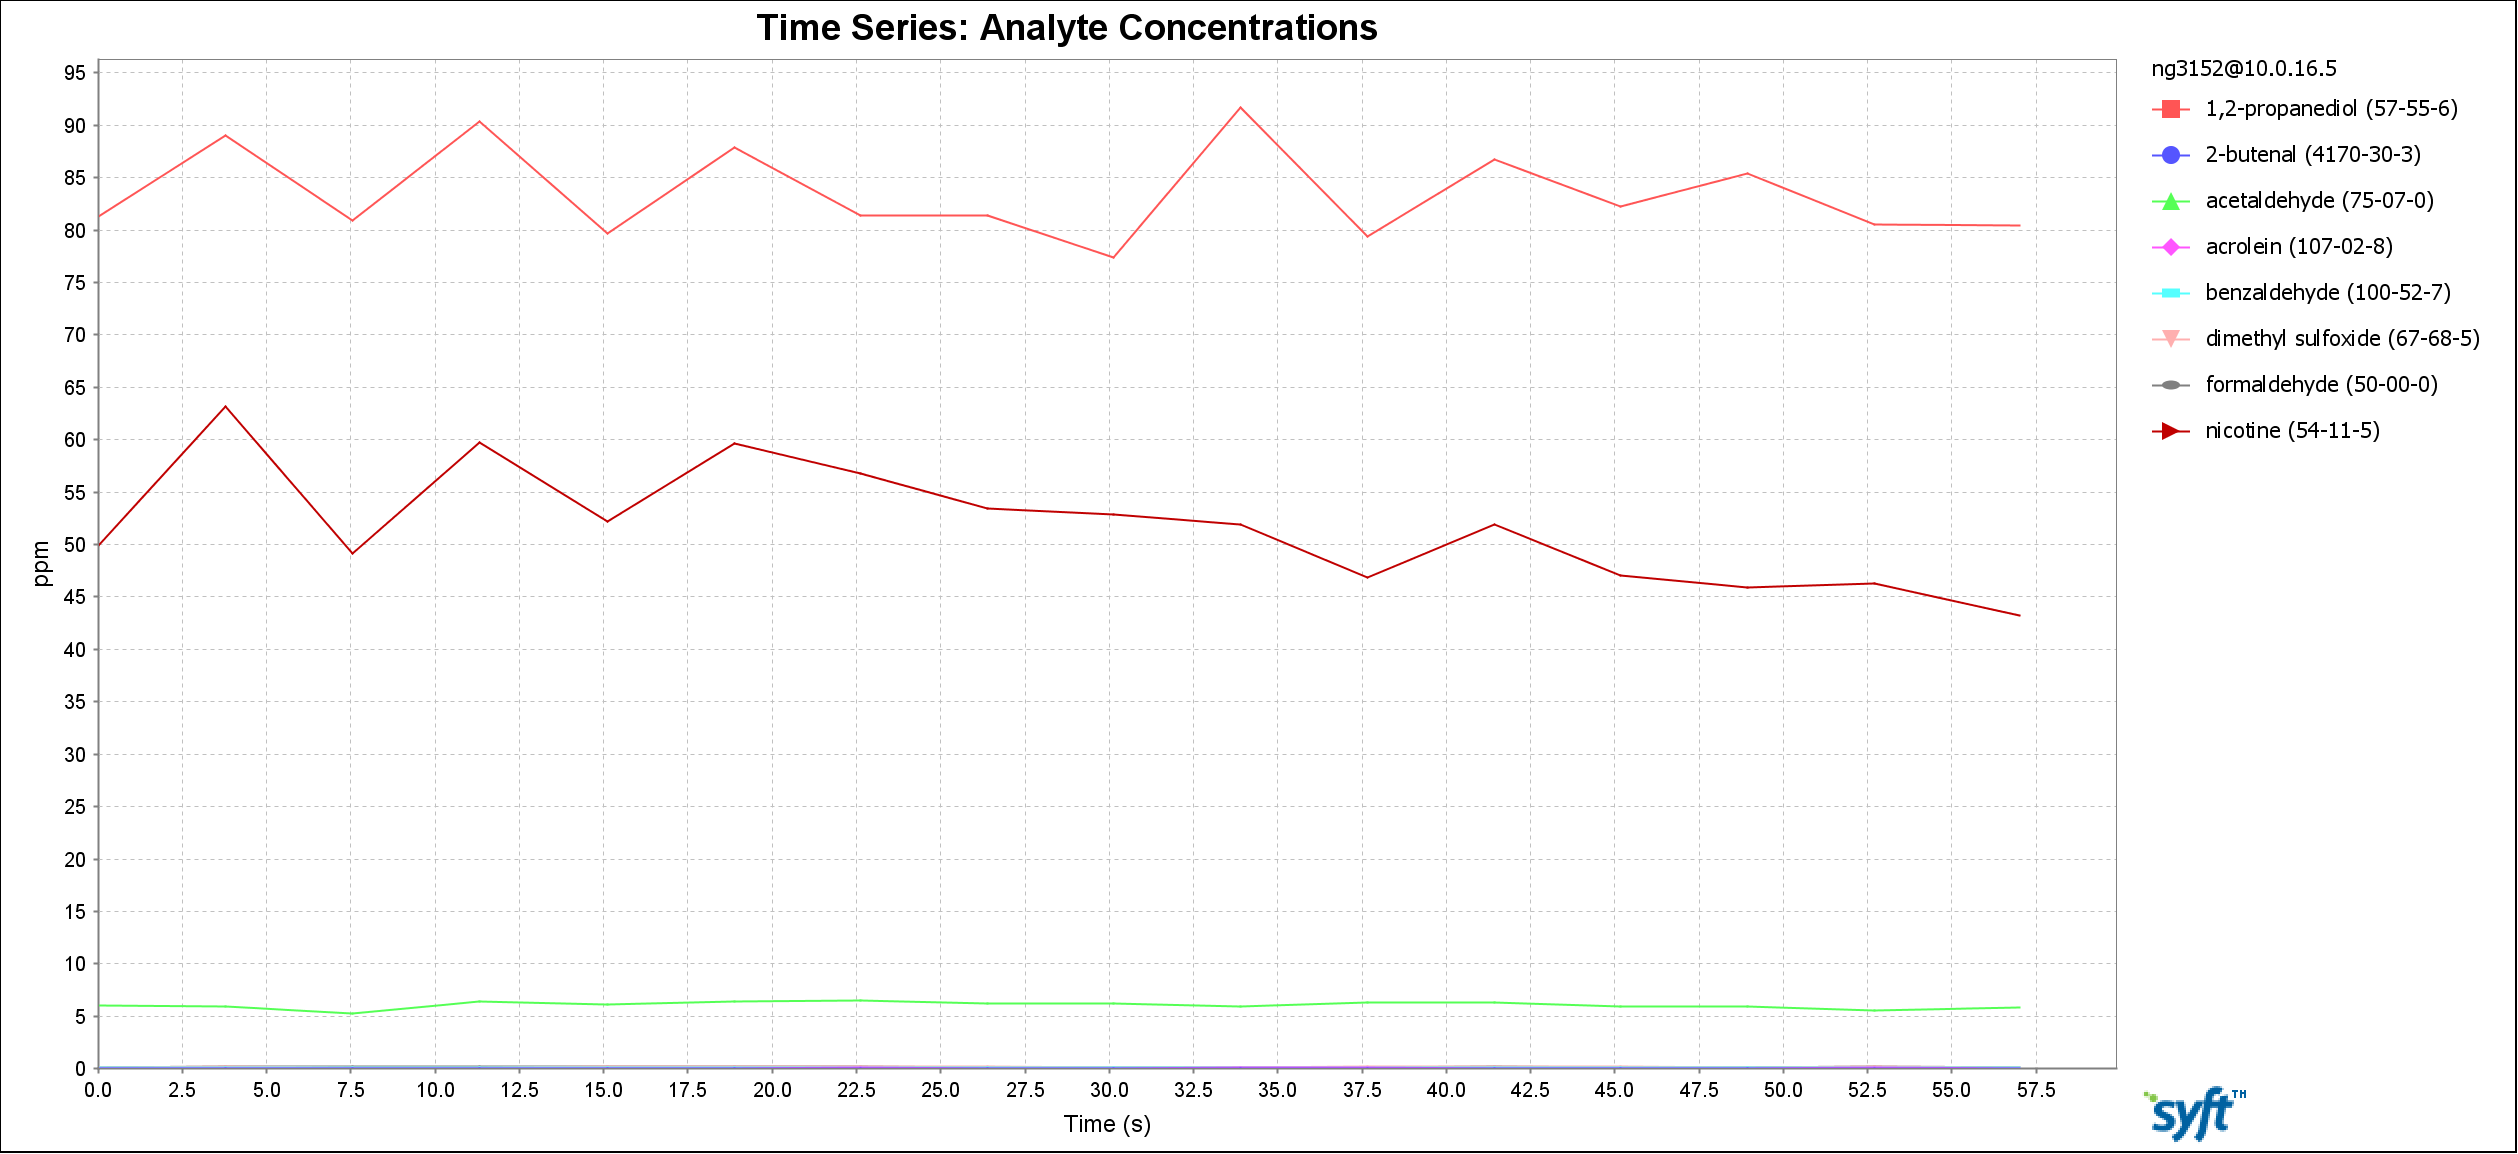 Time Series: Analyte Concentrations
95
90
85
80
75
70
65
60
55
50
45
40
35
30
25
20
15
10
5
0
ppm
0.0 2.5 5.0 7.5 10.0 12.5 15.0 17.5 20.0 22.5 25.0 27.5 30.0 32.5 35.0 37.5 40.0 42.5 45.0 47.5 50.0 52.5 55.0 57.5
Time (s)
ng3152@10.0.16.5
1,2-propanediol (57-55-6)
2-butenal (4170-30-3)
acetaldehyde (75-07-0)
acrolein (107-02-8)
benzaldehyde (100-52-7)
dimethyl sulfoxide (67-68-5)
formaldehyde (50-00-0)
nicotine (54-11-5)
syft™